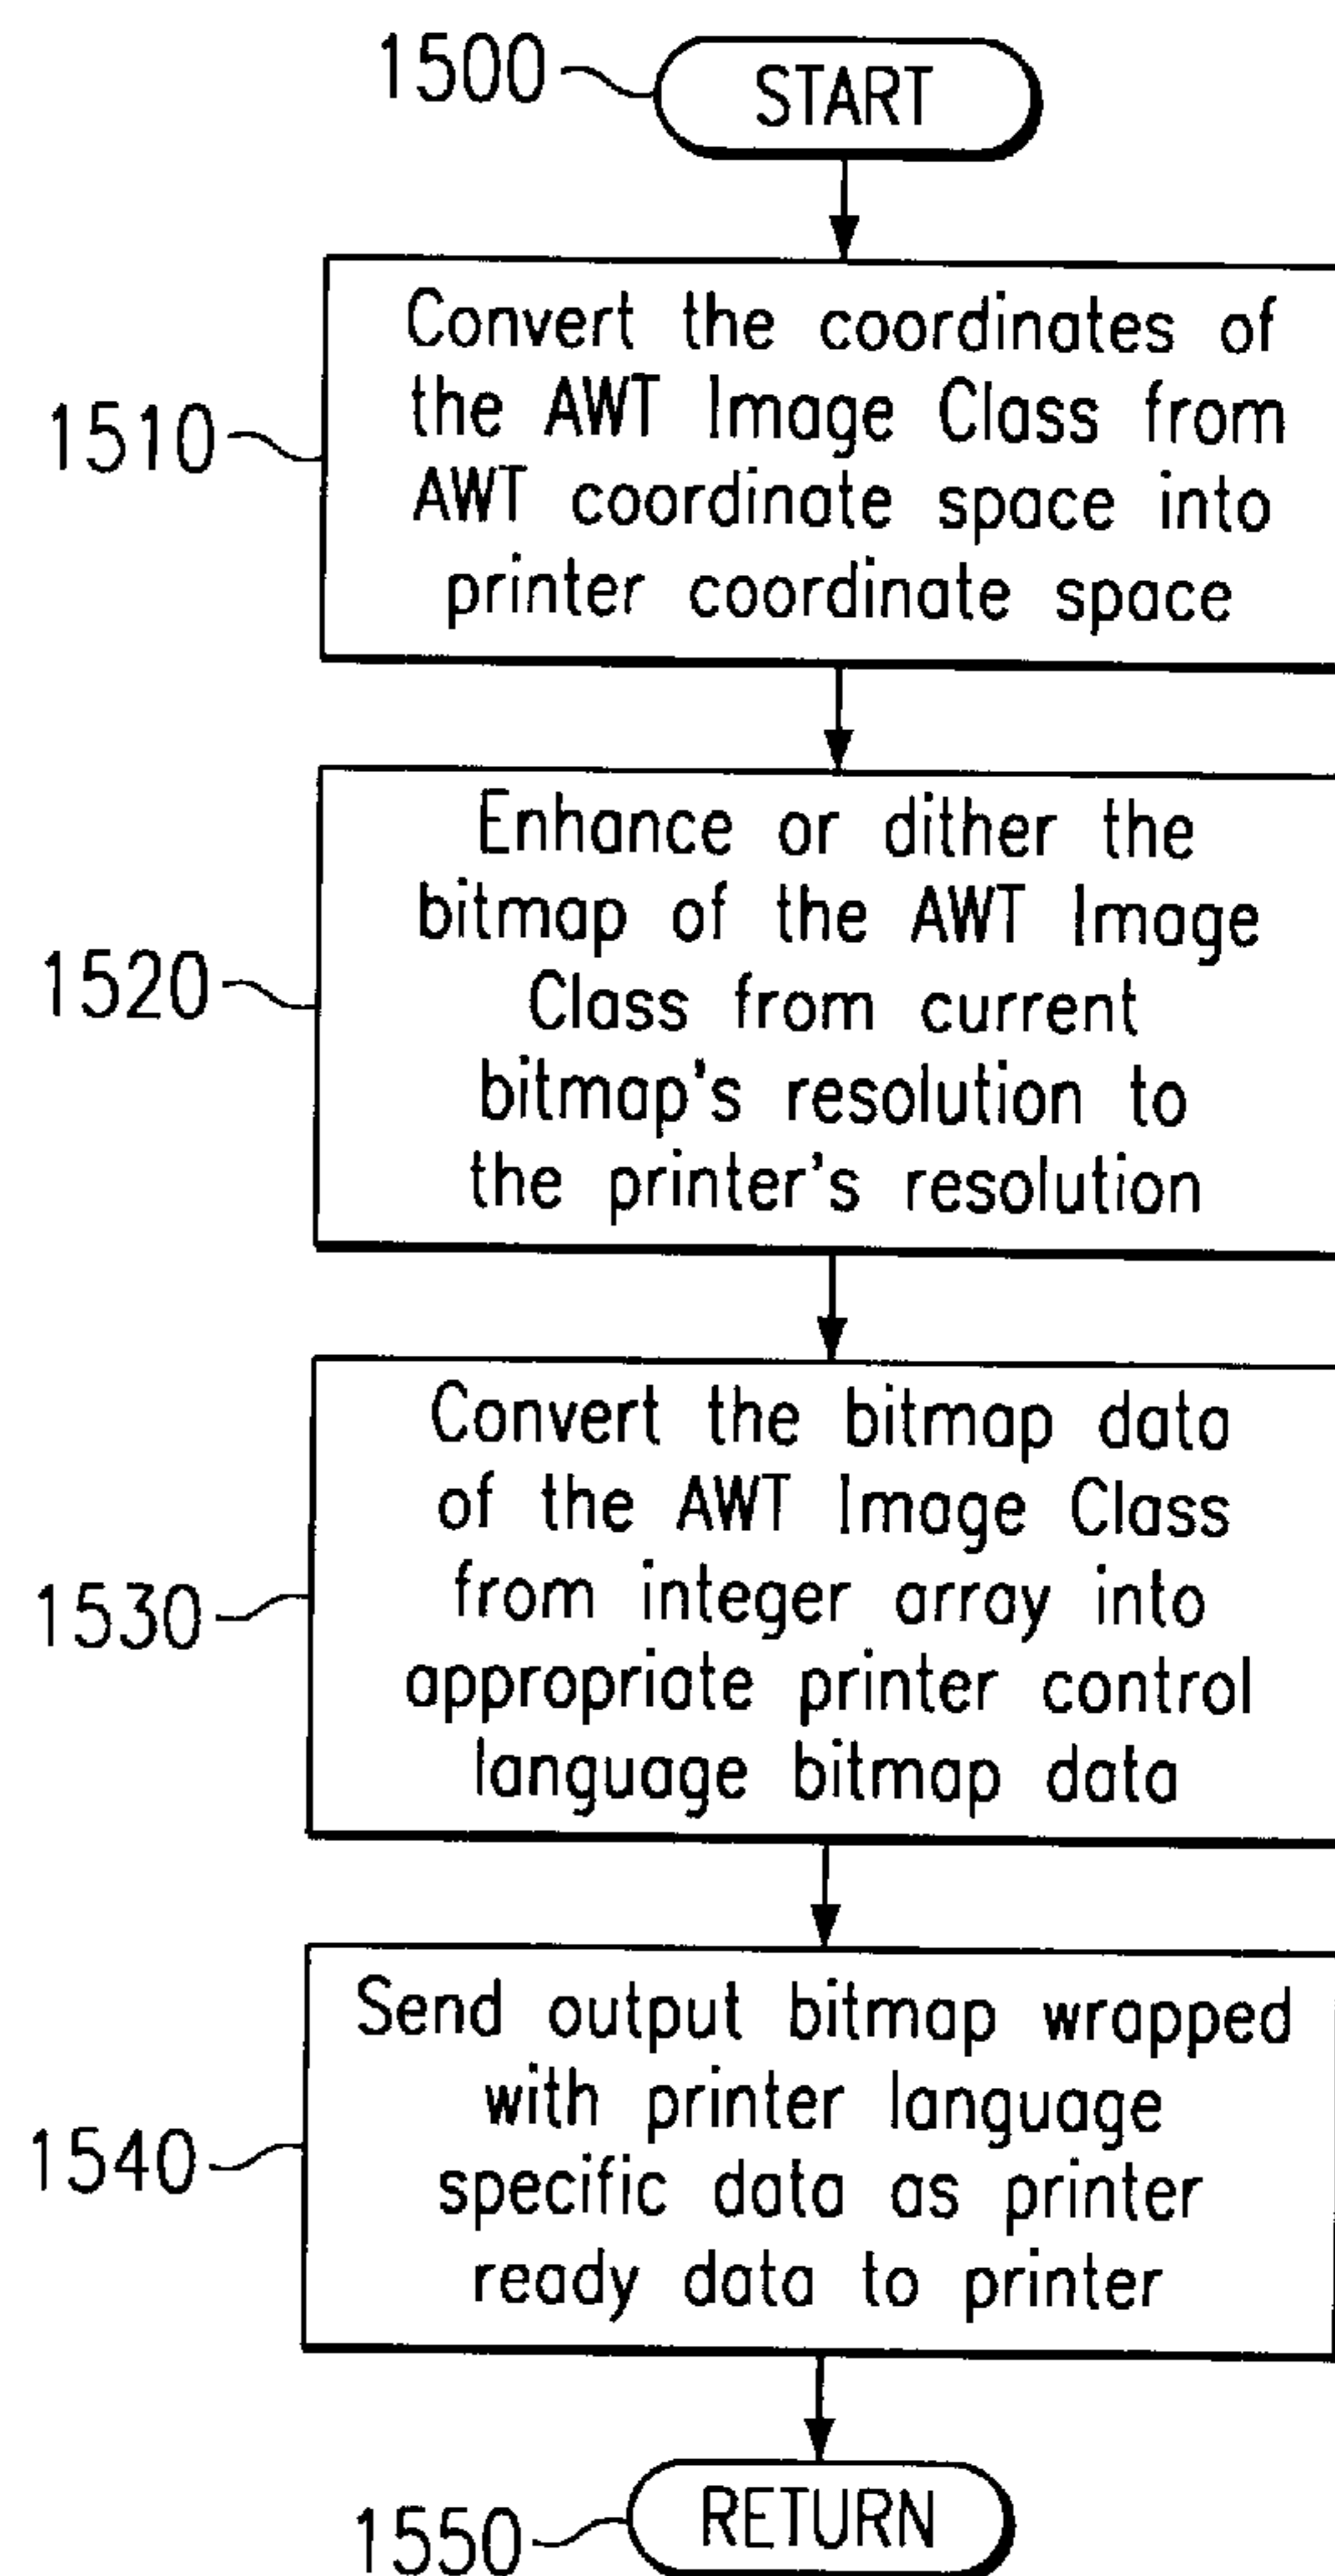 1500
START
1510
Convert the coordinates of
the AWT Image Class from
AWT coordinate space into
printer coordinate space
1520
Enhance or dither the
bitmap of the AWT Image
Class from current
bitmap's resolution to
the printer's resolution
1530
Convert the bitmap data
of the AWT Image Class
from integer array into
appropriate printer control
language bitmap data
1540
Send output bitmap wrapped
with printer language
specific data as printer
ready data to printer
1550
RETURN